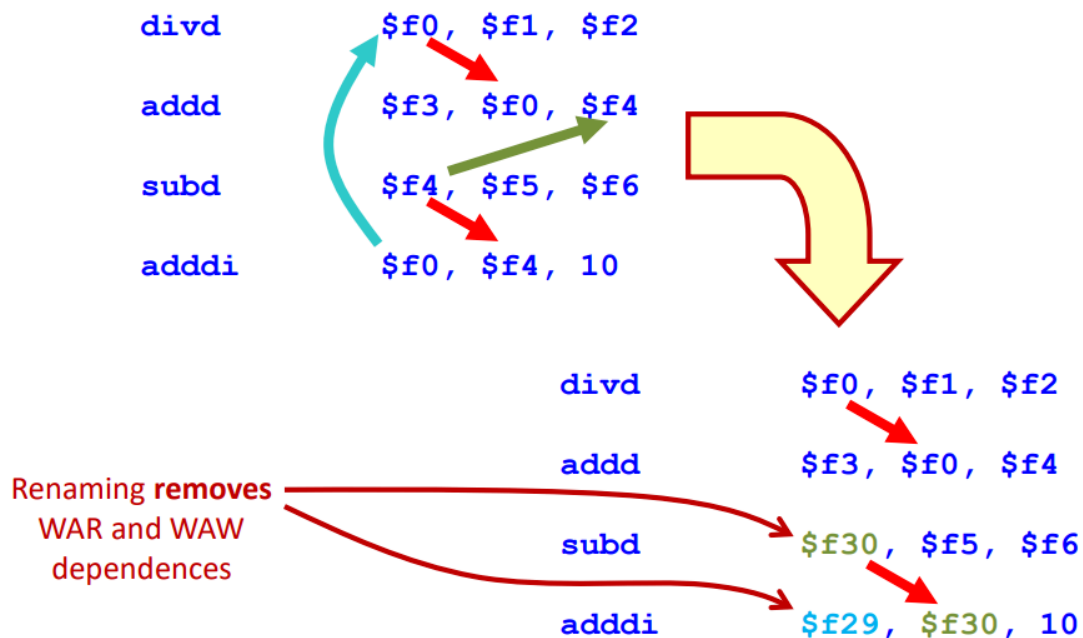 divd $f0, $f1, $f2
addd $f3, $f0, $f4
subd $f4, $f5, $f6
adddi $f0, $f4, 10
divd $f0, $f1, $f2
addd $f3, $f0, $f4
Renaming removes
WAR and WAW
dependences
subd $f30, $f5, $f6
adddi $f29, $f30, 10